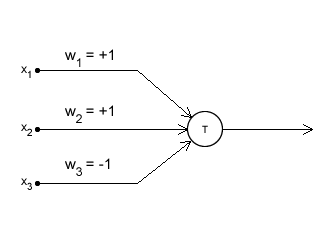 w₁ = +1
x₁
w₂ = +1
x₂
T
w₃ = -1
x₃